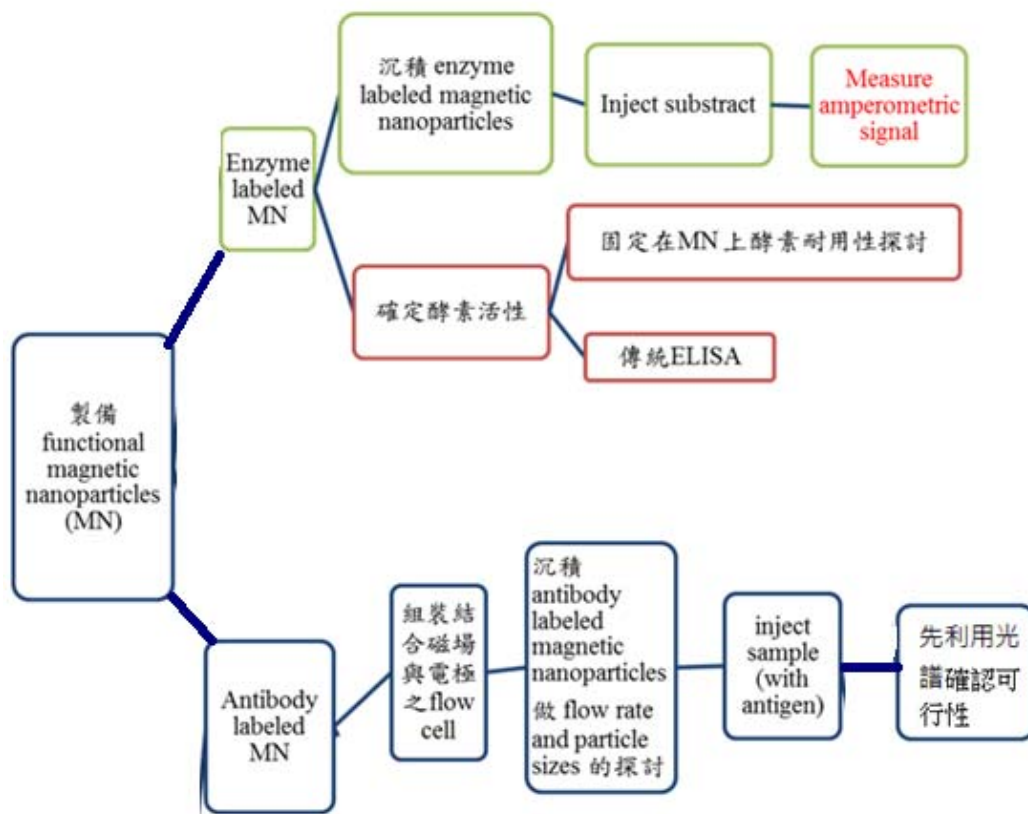 製備
functional
magnetic
nanoparticles
(MN)
Enzyme
labeled
MN
沉積 enzyme
labeled magnetic
nanoparticles
Inject substract
Measure
amperometric
signal
確定酵素活性
固定在MN上酵素耐用性探討
傳統ELISA
Antibody
labeled
MN
組裝結
合磁場
與電極
之flow
cell
沉積
antibody
labeled
magnetic
nanoparticles
做 flow rate
and particle
sizes 的探討
inject
sample
(with
antigen)
先利用光
譜確認可
行性